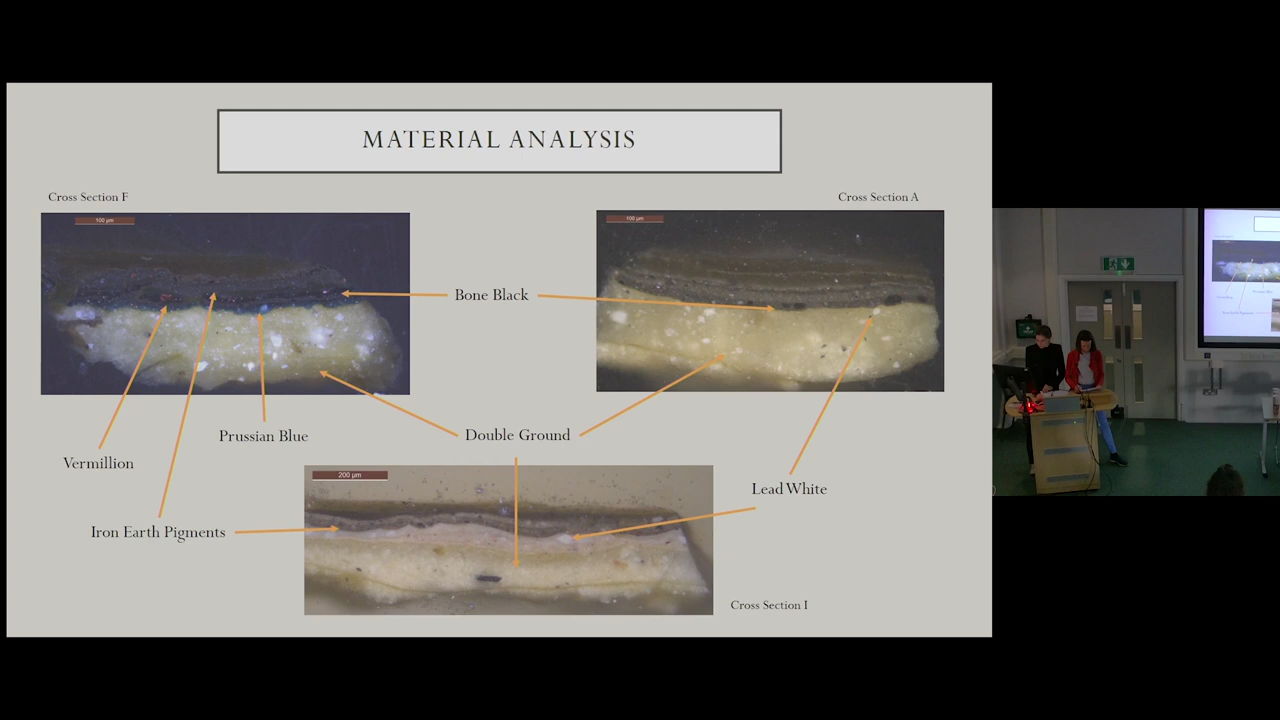 MATERIAL ANALYSIS
Cross Section F
Cross Section A
100 µm
100 µm
Bone Black
Prussian Blue
Double Ground
Vermillion
200 µm
Lead White
Iron Earth Pigments
Cross Section I